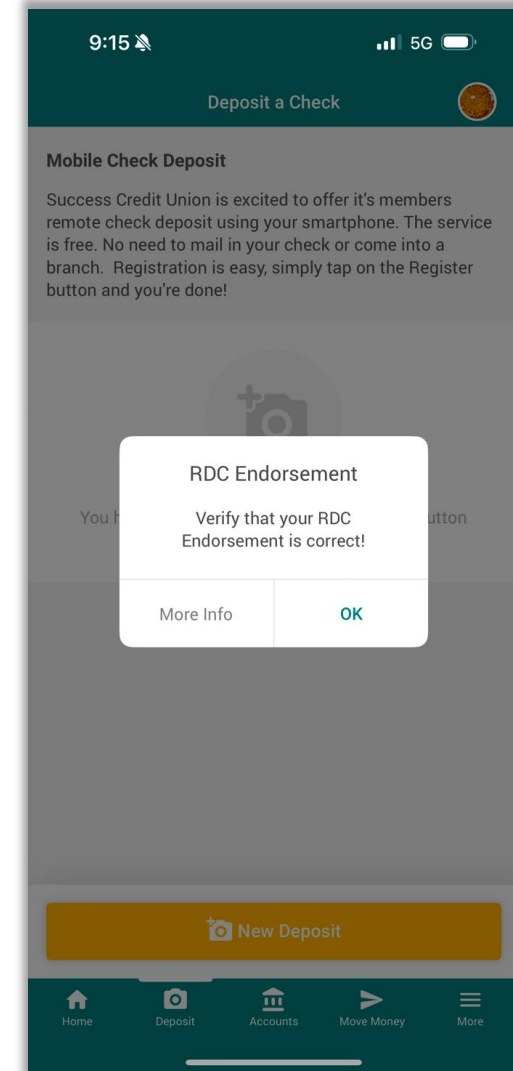 9:15
5G
Deposit a Check
Mobile Check Deposit
Success Credit Union is excited to offer it's members
remote check deposit using your smartphone. The service
is free. No need to mail in your check or come into a
branch.  Registration is easy, simply tap on the Register
button and you're done!
RDC Endorsement
You
Verify that your RDC
Endorsement is correct!
More Info
OK
New Deposit
Home
Deposit
Accounts
Move Money
More